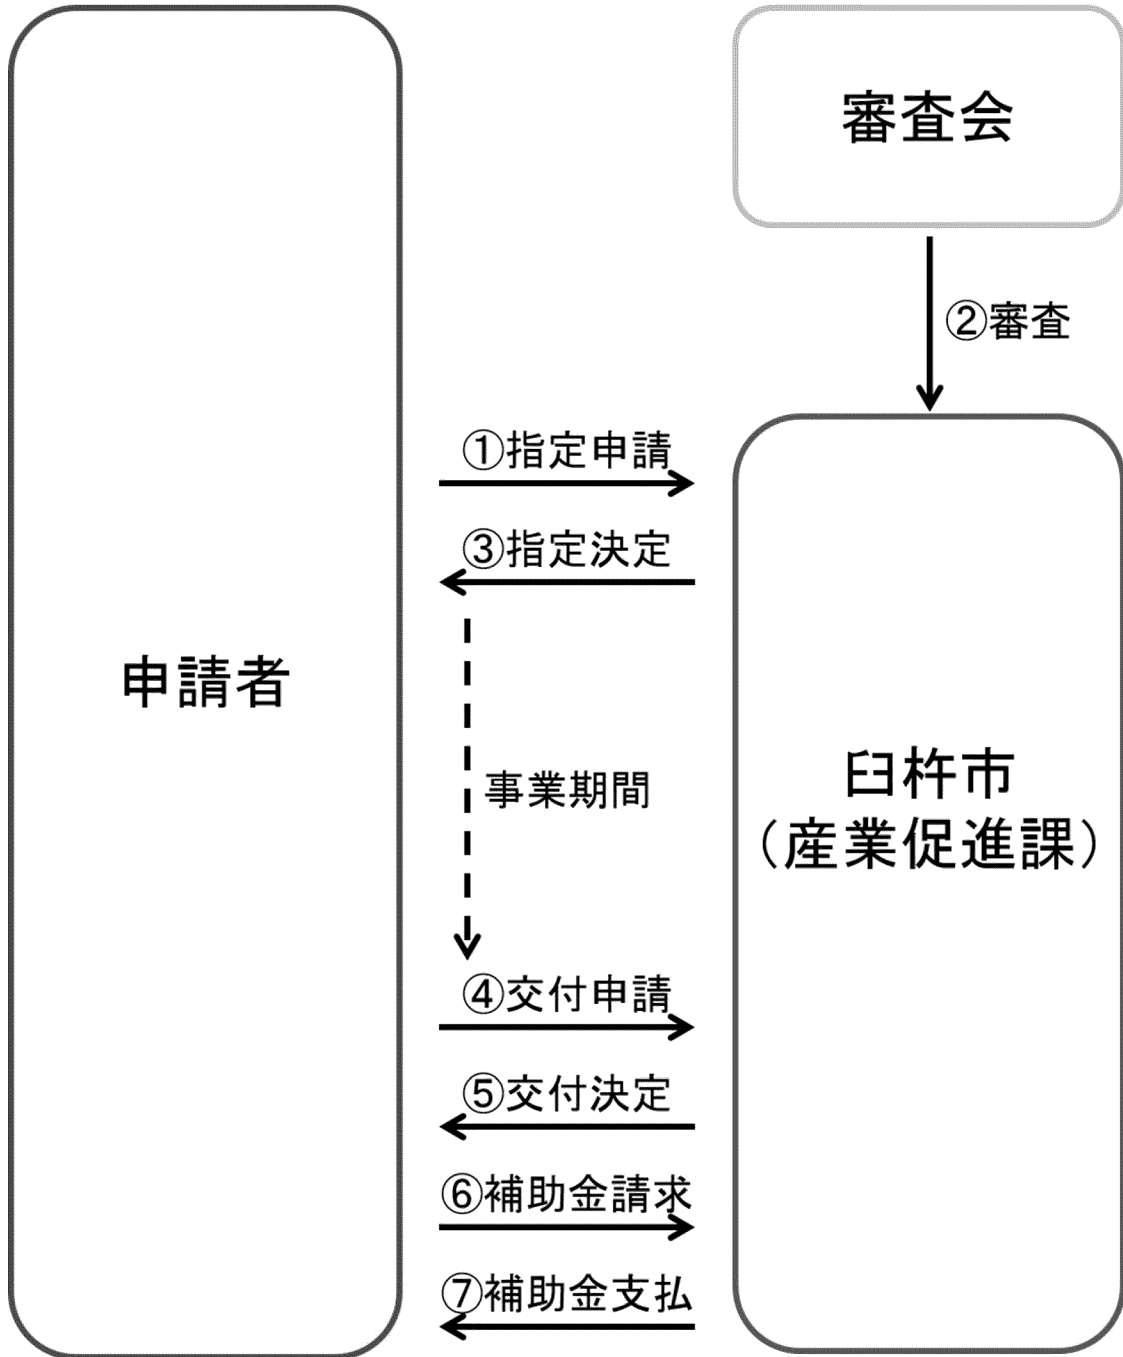 審査会
②審査
①指定申請
③指定決定
申請者
事業期間
臼杵市
（産業促進課）
④交付申請
⑤交付決定
⑥補助金請求
⑦補助金支払